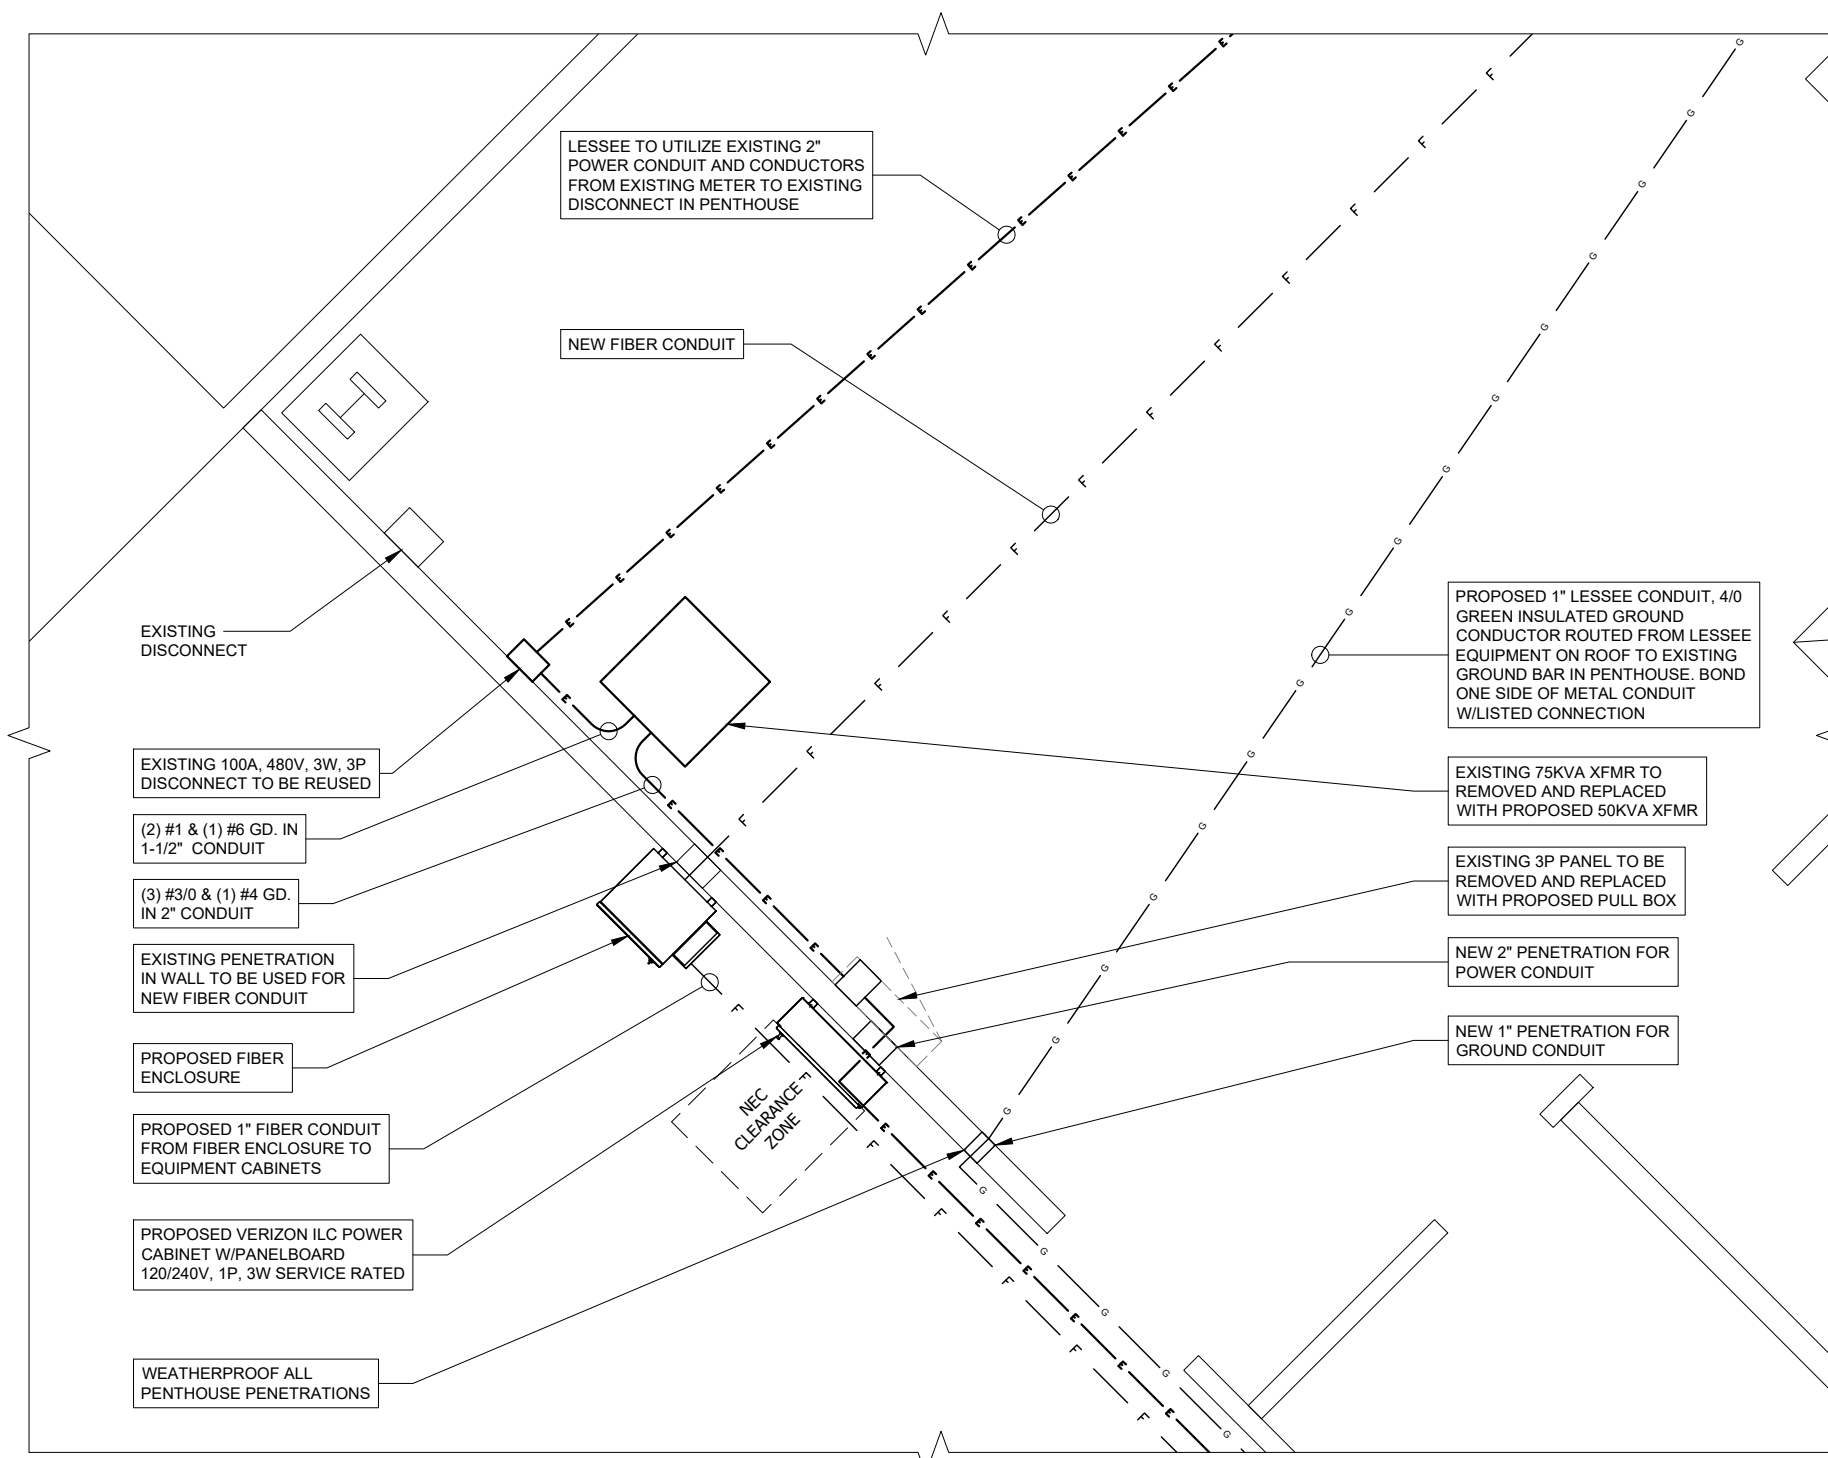 LESSEE TO UTILIZE EXISTING 2"
POWER CONDUIT AND CONDUCTORS
FROM EXISTING METER TO EXISTING
DISCONNECT IN PENTHOUSE
NEW FIBER CONDUIT
EXISTING
DISCONNECT
EXISTING 100A, 480V, 3W, 3P
DISCONNECT TO BE REUSED
(2) #1 & (1) #6 GD. IN
1-1/2" CONDUIT
(3) #3/0 & (1) #4 GD.
IN 2" CONDUIT
EXISTING PENETRATION
IN WALL TO BE USED FOR
NEW FIBER CONDUIT
PROPOSED FIBER
ENCLOSURE
PROPOSED 1" FIBER CONDUIT
FROM FIBER ENCLOSURE TO
EQUIPMENT CABINETS
PROPOSED VERIZON ILC POWER
CABINET W/PANELBOARD
120/240V, 1P, 3W SERVICE RATED
WEATHERPROOF ALL
PENTHOUSE PENETRATIONS
NEC
CLEARANCE
ZONE
PROPOSED 1" LESSEE CONDUIT, 4/0
GREEN INSULATED GROUND
CONDUCTOR ROUTED FROM LESSEE
EQUIPMENT ON ROOF TO EXISTING
GROUND BAR IN PENTHOUSE. BOND
ONE SIDE OF METAL CONDUIT
W/LISTED CONNECTION
EXISTING 75KVA XFMR TO
REMOVED AND REPLACED
WITH PROPOSED 50KVA XFMR
EXISTING 3P PANEL TO BE
REMOVED AND REPLACED
WITH PROPOSED PULL BOX
NEW 2" PENETRATION FOR
POWER CONDUIT
NEW 1" PENETRATION FOR
GROUND CONDUIT
E E E E E E E E E E E E E
F F F F F F F F F F F F
G G G G G G G G G G G G G G G G
E E E E
E
E E E E E
F F F F F F F
G G G G G